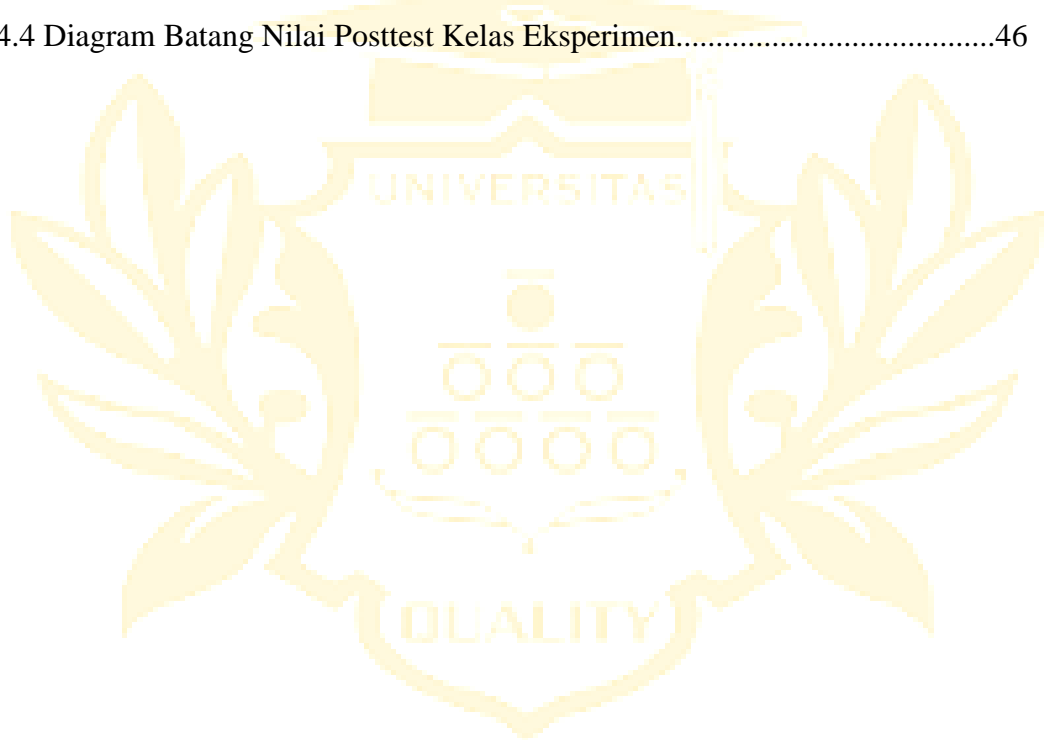 4.4 Diagram Batang Nilai Posttest Kelas Eksperimen.......................................46
UNIVERSITAS
QUALITY